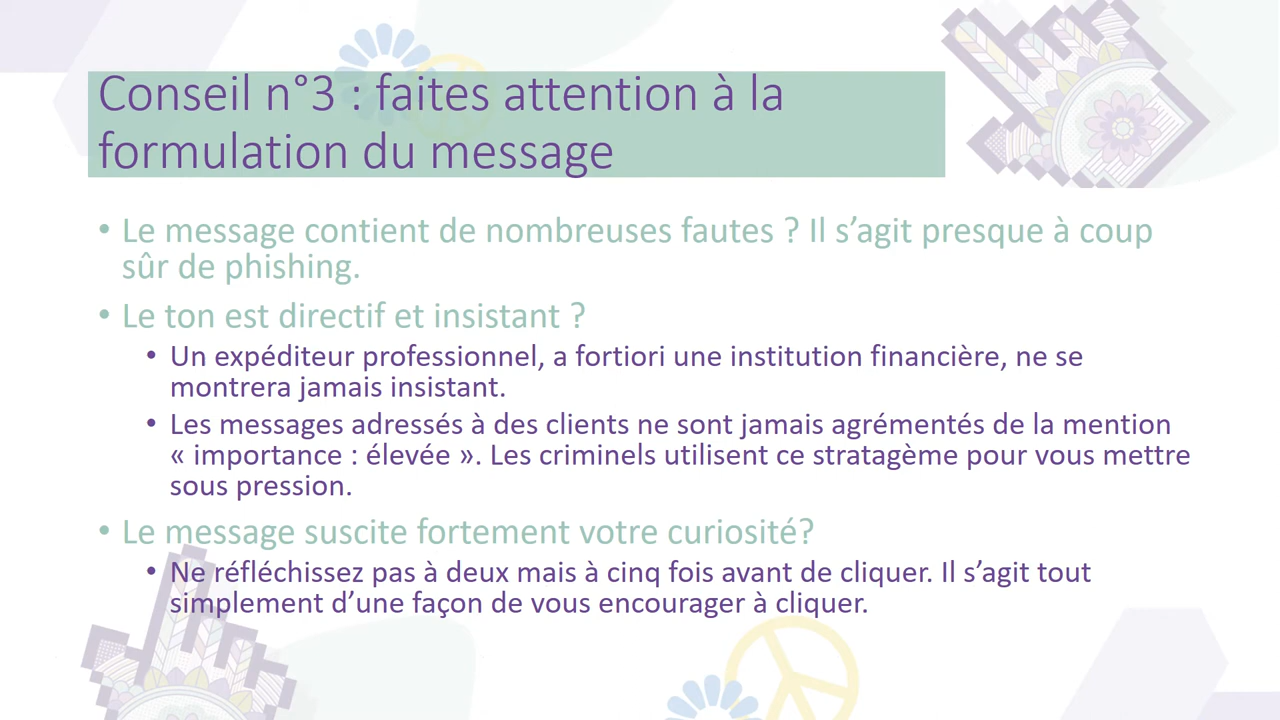 Conseil n°3 : faites attention à la
formulation du message
• Le message contient de nombreuses fautes ? Il s’agit presque à coup
sûr de phishing.
• Le ton est directif et insistant ?
• Un expéditeur professionnel, a fortiori une institution financière, ne se
montrera jamais insistant.
• Les messages adressés à des clients ne sont jamais agrémentés de la mention
« importance : élevée ». Les criminels utilisent ce stratagème pour vous mettre
sous pression.
• Le message suscite fortement votre curiosité?
• Ne réfléchissez pas à deux mais à cinq fois avant de cliquer. Il s’agit tout
simplement d’une façon de vous encourager à cliquer.